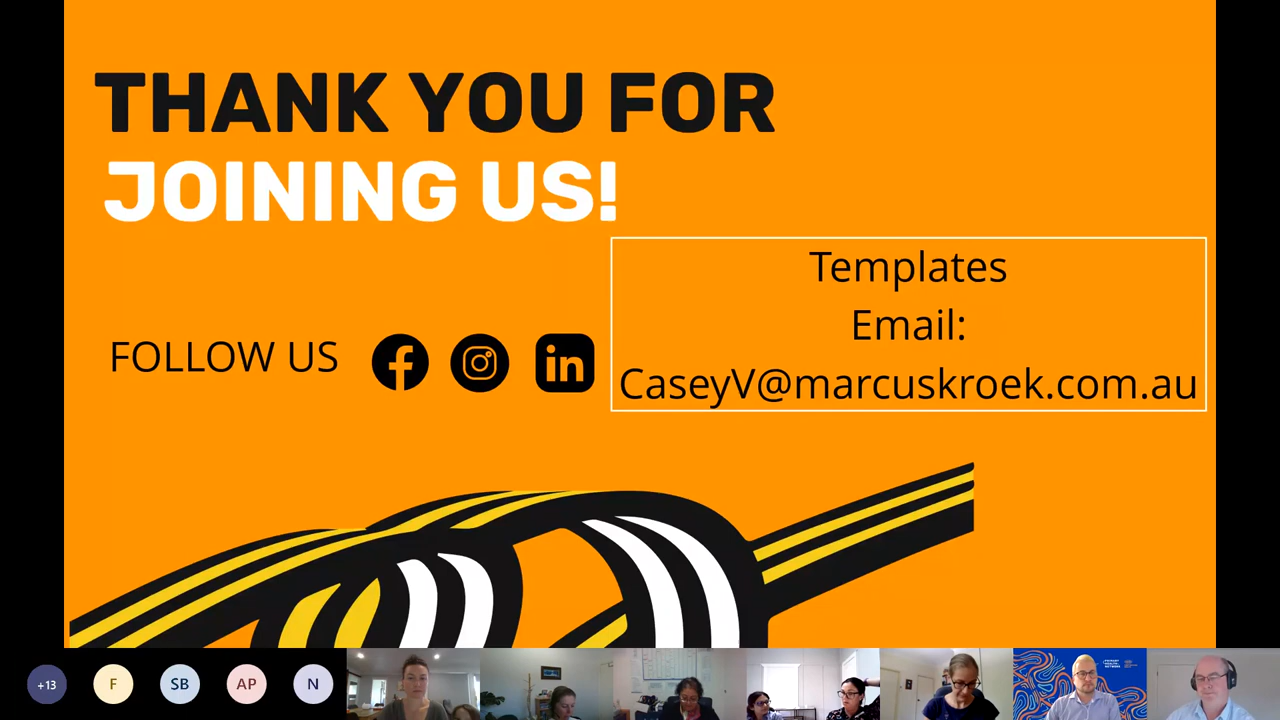 THANK YOU FOR
JOINING US!
Templates
Email:
FOLLOW US
CaseyV@marcuskroek.com.au
+13
F
SB
AP
N